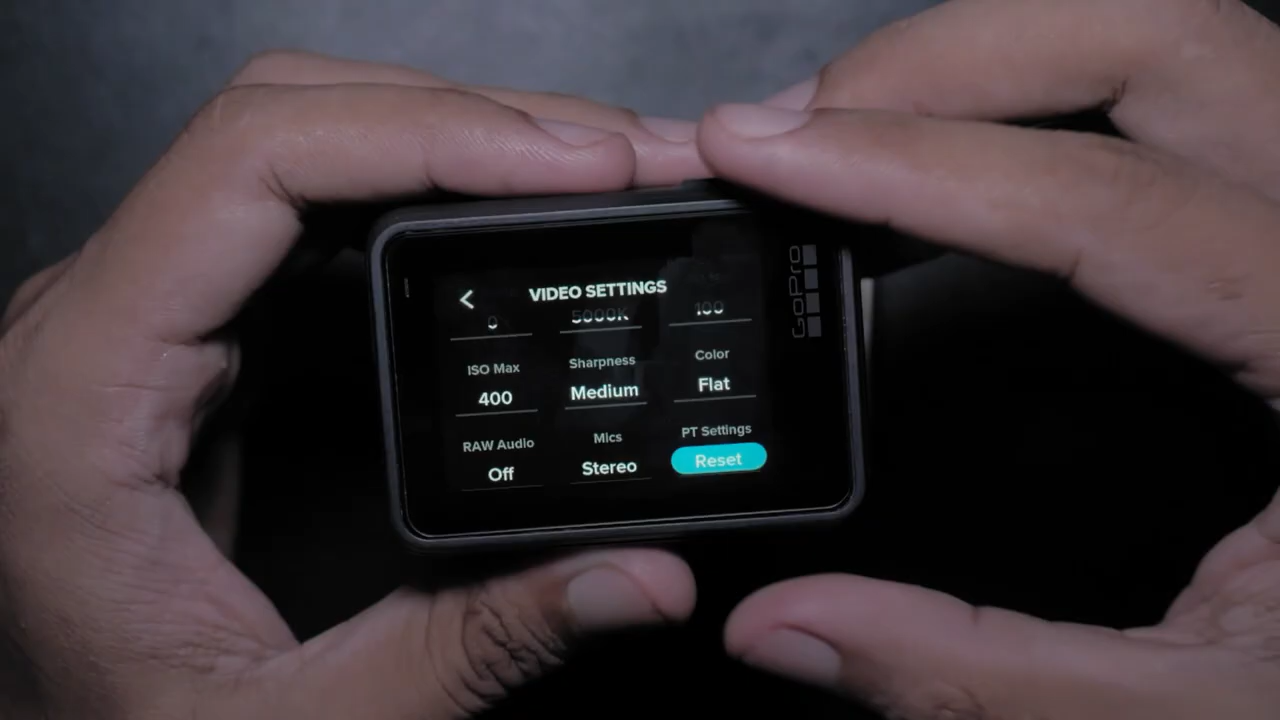 VIDEO SETTINGS
0 5000K 100
ISO Max Sharpness Color
400 Medium Flat
RAW Audio Mics PT Settings
Off Stereo Reset
GoPro